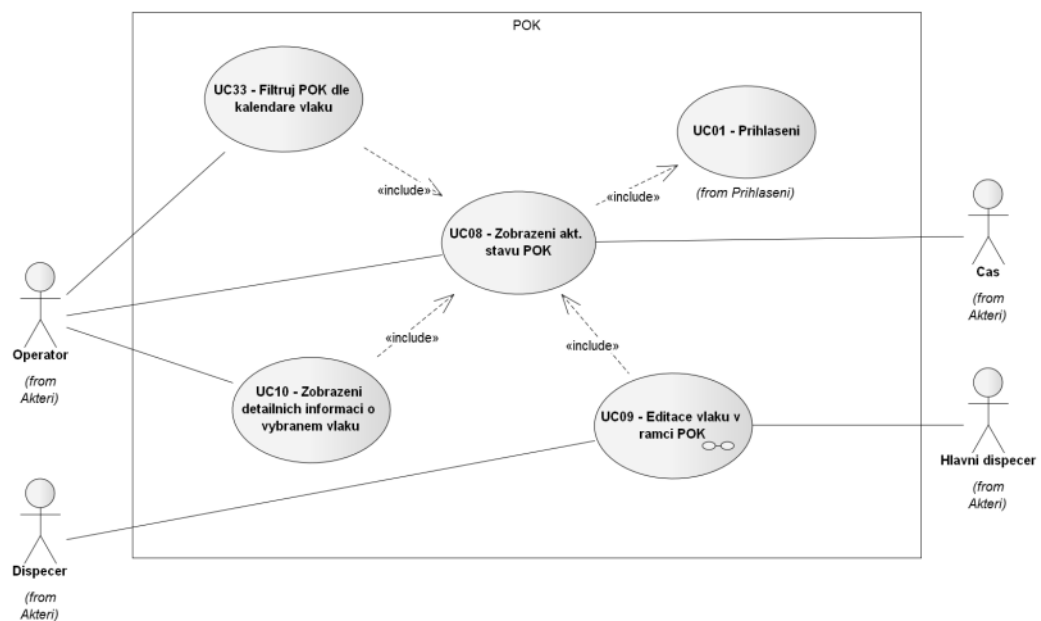 POK
UC33 - Filtruj POK dle
kalendare vlaku
UC01 - Prihlaseni
(from Prihlaseni)
«include»
«include»
UC08 - Zobrazeni akt.
stavu POK
Cas
(from
Akteri)
Operator
(from
Akteri)
«include»
«include»
UC10 - Zobrazeni
detailnich informaci o
vybranem vlaku
UC09 - Editace vlaku v
ramci POK
Hlavni dispecer
(from
Akteri)
Dispecer
(from
Akteri)